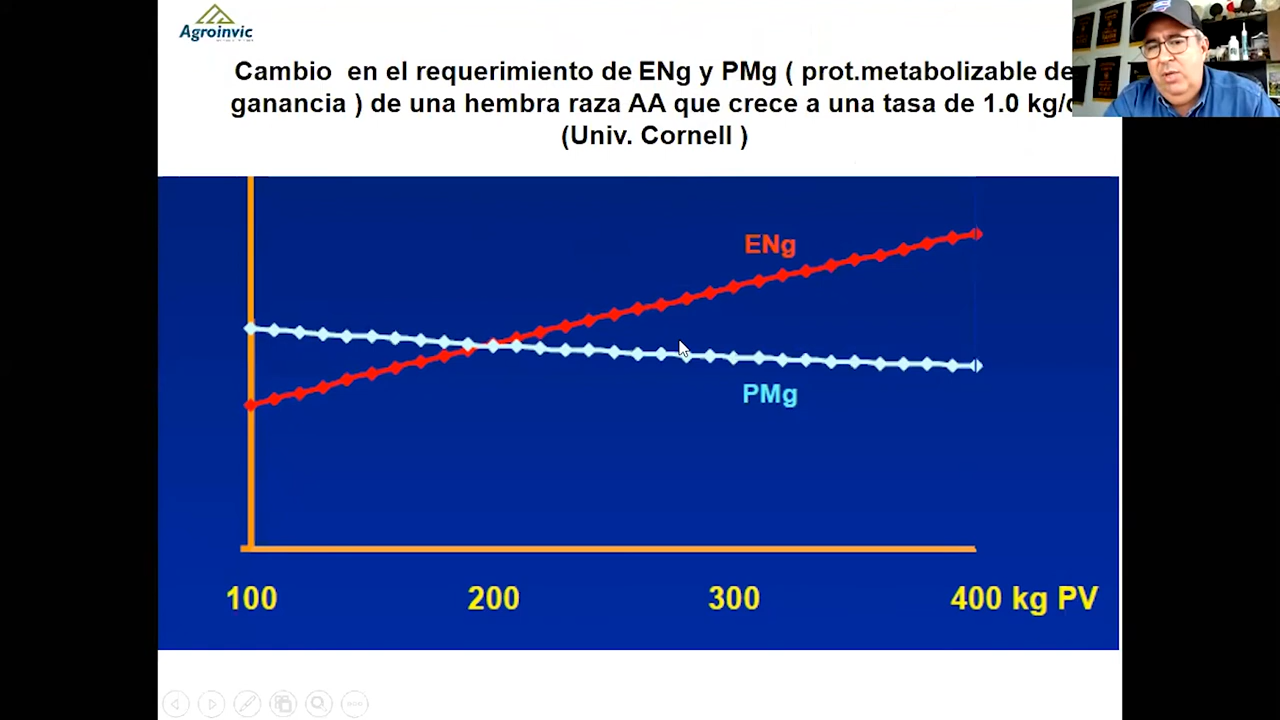 Agroinvic
Cambio en el requerimiento de ENg y PMg ( prot.metabolizable de
ganancia ) de una hembra raza AA que crece a una tasa de 1.0 kg/
(Univ. Cornell )
ENg
PMg
100 200 300 400 kg PV